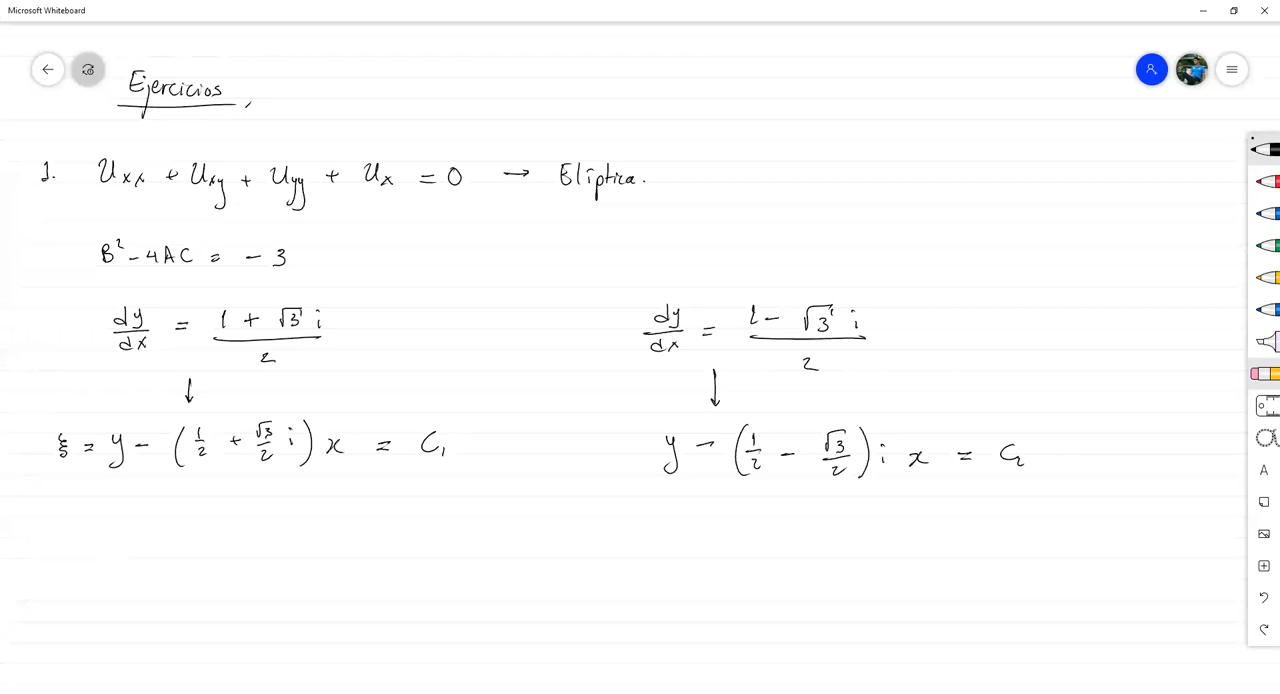 Microsoft Whiteboard
Ejercicios
1. Uxx + Uxy + Uyy + Ux = 0 → Elíptica.
B² - 4AC = - 3
dy/dx = (1 + √3 i)/2
dy/dx = (1 - √3 i)/2
↓ ↓
ξ = y - (1/2 + √3/2 i) x = C₁
y - (1/2 - √3/2) i x = C₂
A